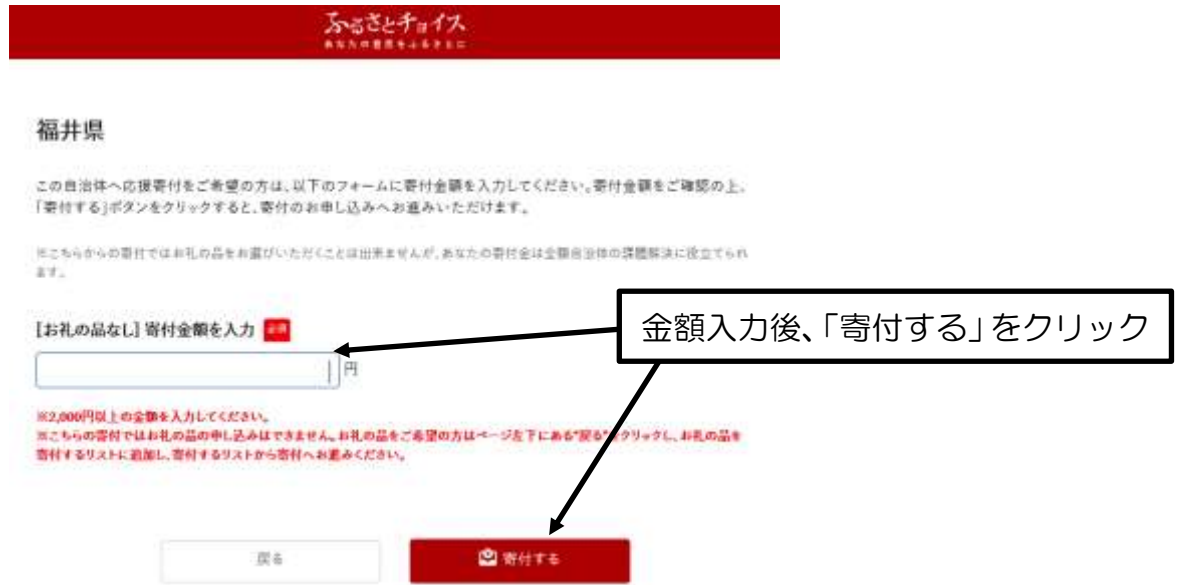 ふるさとチョイス
あなたの意思をふるさとに
福井県
この自治体へ応援寄付をご希望の方は、以下のフォームに寄付金額を入力してください。寄付金額をご確認の上、
「寄付する」ボタンをクリックすると、寄付のお申し込みへお進みいただけます。
※こちらからの寄付ではお礼の品をお選びいただくことは出来ませんが、あなたの寄付金は全額自治体の課題解決に役立てられ
ます。
[お礼の品なし] 寄付金額を入力 必須
金額入力後、「寄付する」をクリック
円
※2,000円以上の金額を入力してください。
※こちらの寄付ではお礼の品の申し込みはできません。お礼の品をご希望の方はページ左下にある"戻る"をクリックし、お礼の品を
寄付するリストに追加し、寄付するリストから寄付へお進みください。
戻る
寄付する